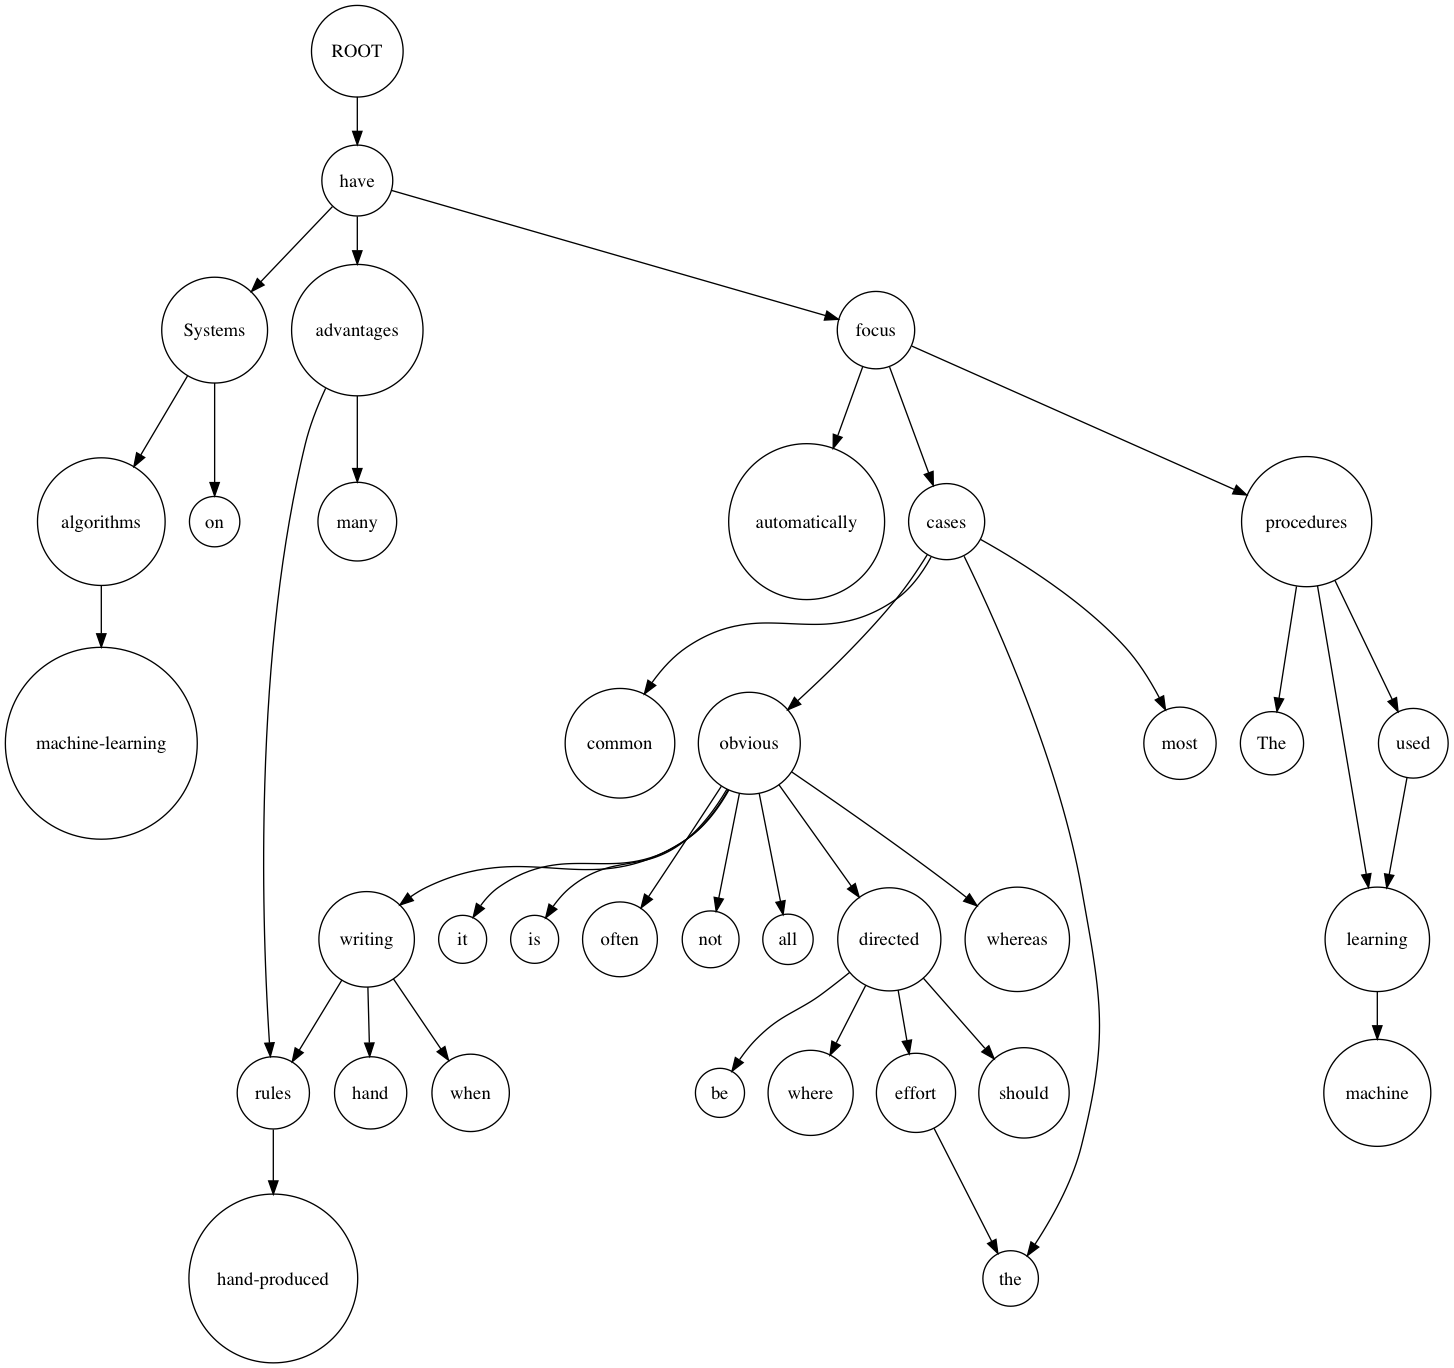 ROOT
have
Systems
advantages
focus
algorithms
on
many
automatically
cases
procedures
machine-learning
common
obvious
most
The
used
writing
it
is
often
not
all
directed
whereas
learning
rules
hand
when
be
where
effort
should
machine
hand-produced
the